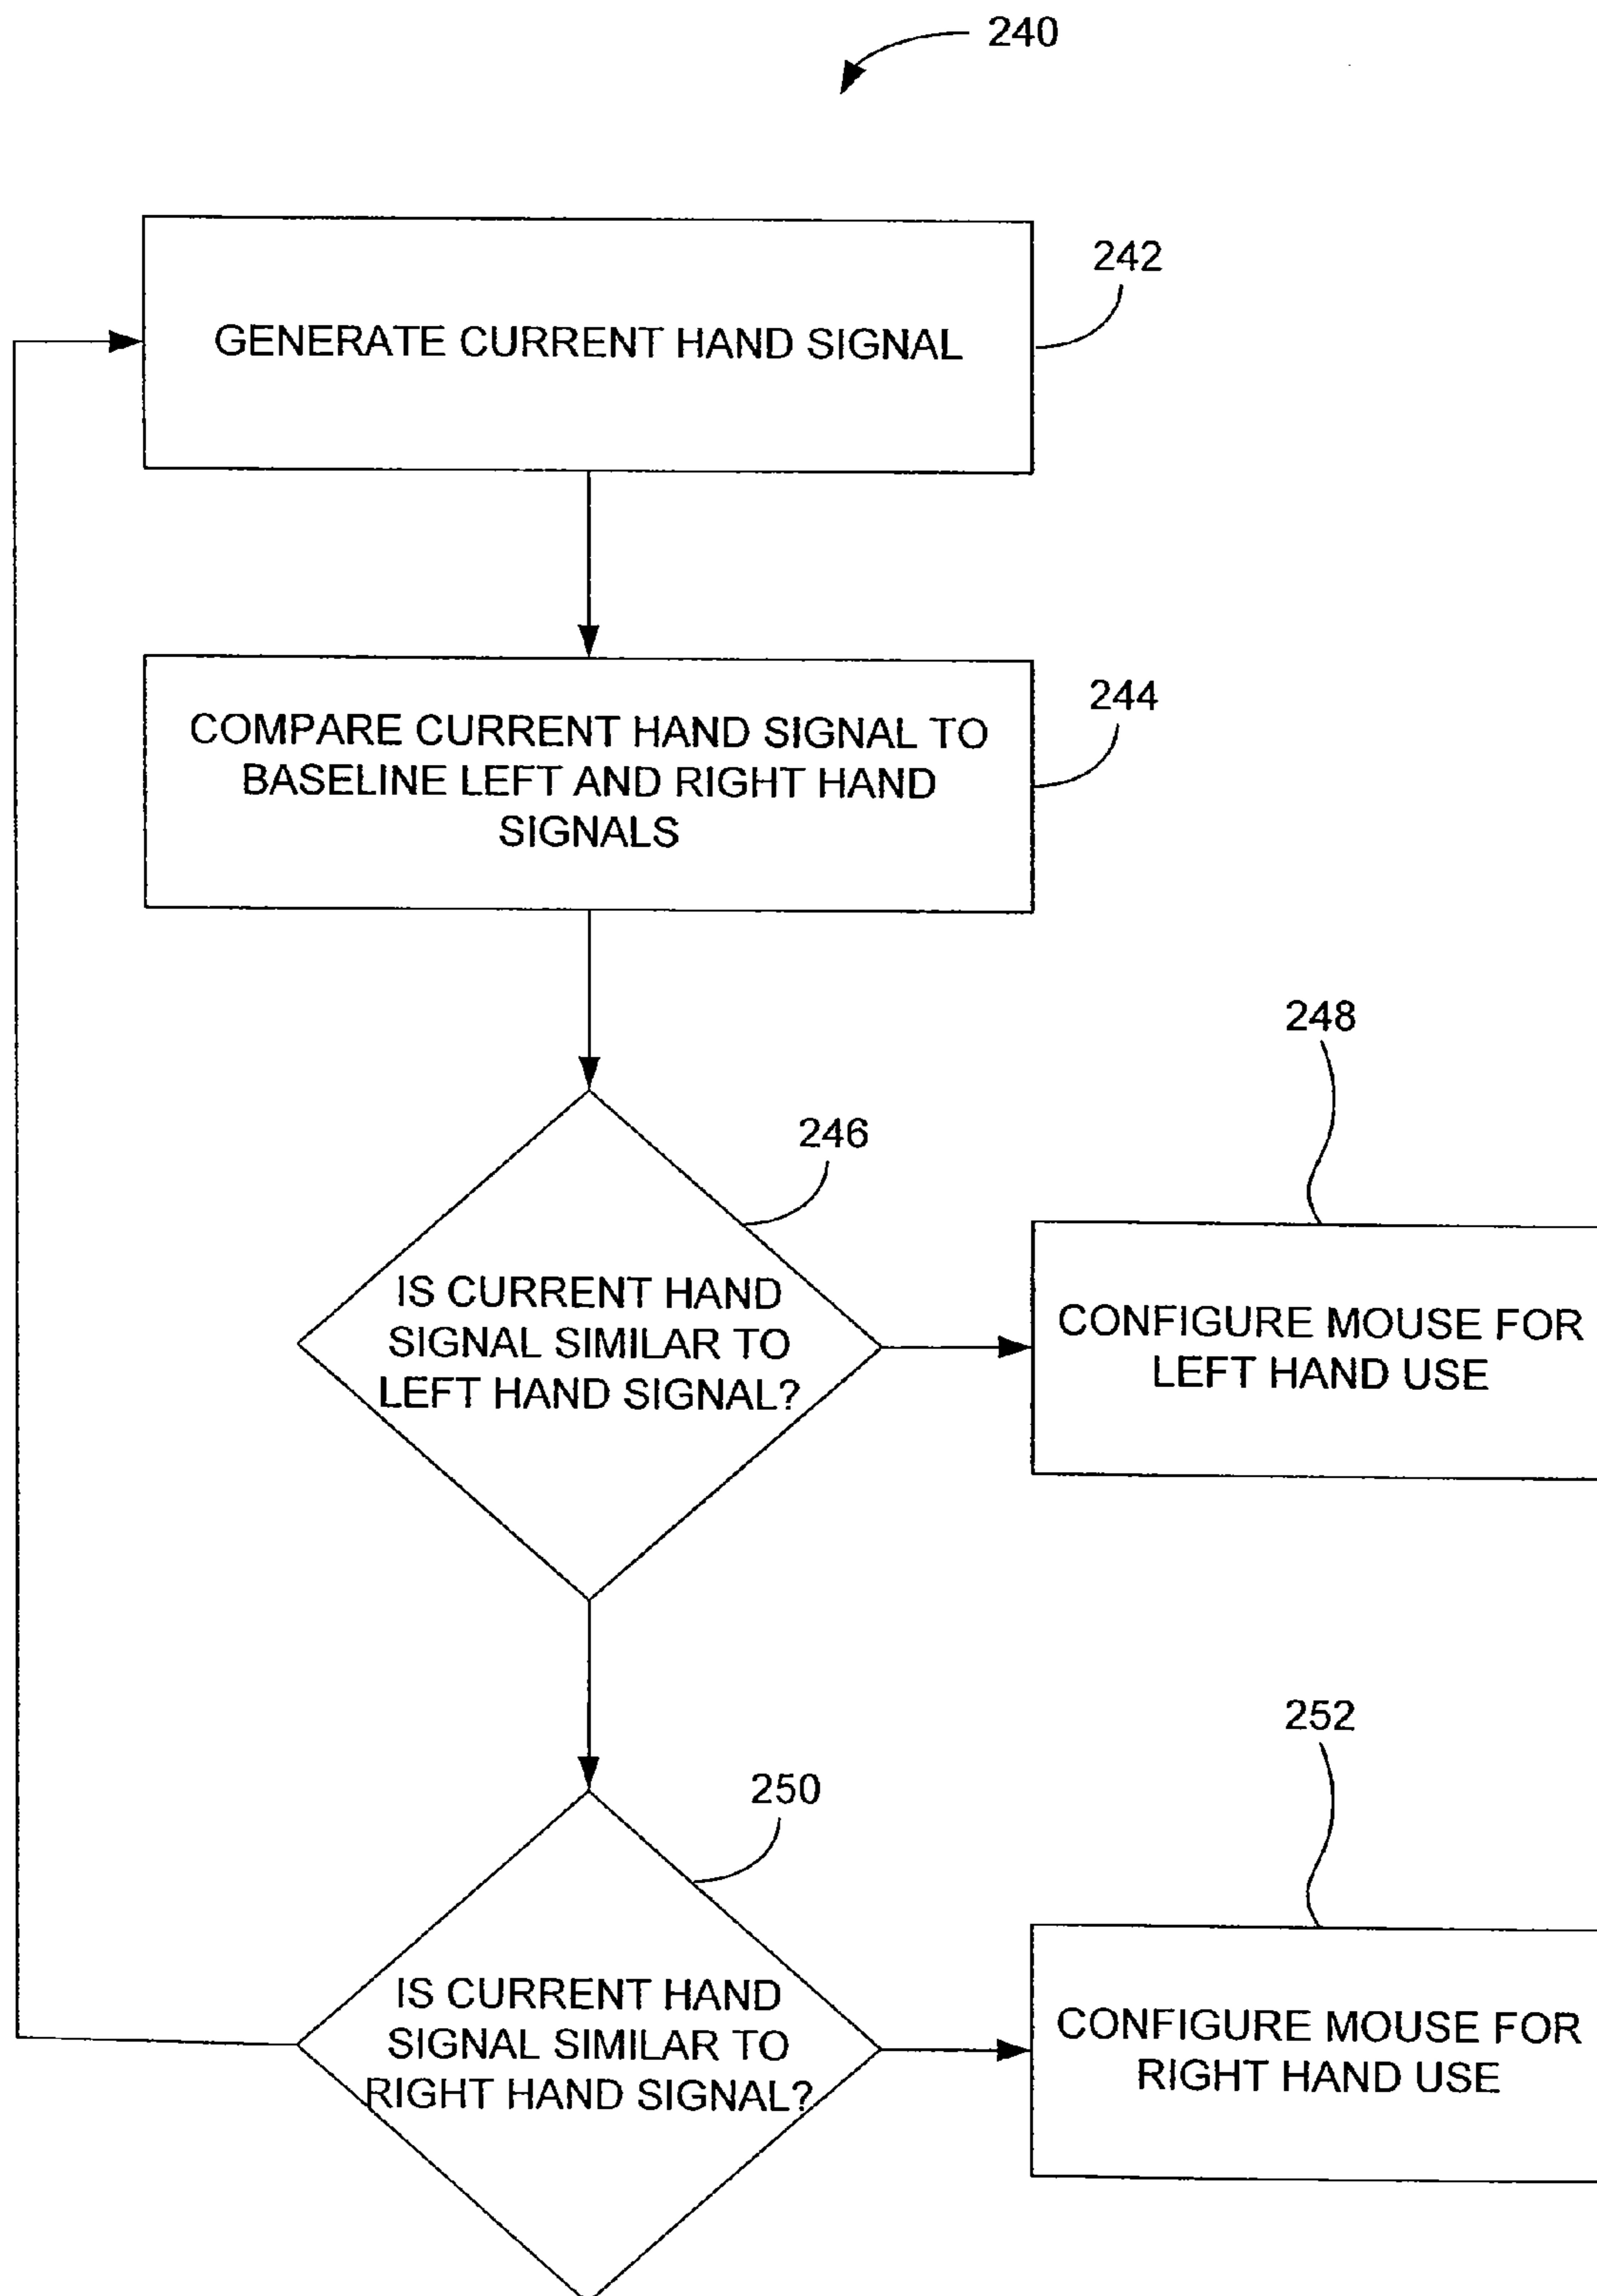 240
242
GENERATE CURRENT HAND SIGNAL
244
COMPARE CURRENT HAND SIGNAL TO
BASELINE LEFT AND RIGHT HAND
SIGNALS
246
248
IS CURRENT HAND
SIGNAL SIMILAR TO
LEFT HAND SIGNAL?
CONFIGURE MOUSE FOR
LEFT HAND USE
250
252
IS CURRENT HAND
SIGNAL SIMILAR TO
RIGHT HAND SIGNAL?
CONFIGURE MOUSE FOR
RIGHT HAND USE